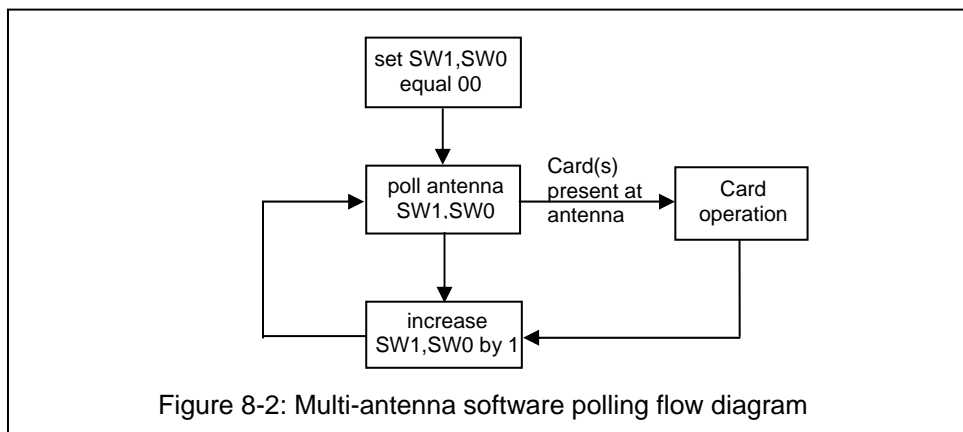 set SW1,SW0
equal 00
poll antenna
SW1,SW0
Card(s)
present at
antenna
Card
operation
increase
SW1,SW0 by 1
Figure 8-2: Multi-antenna software polling flow diagram